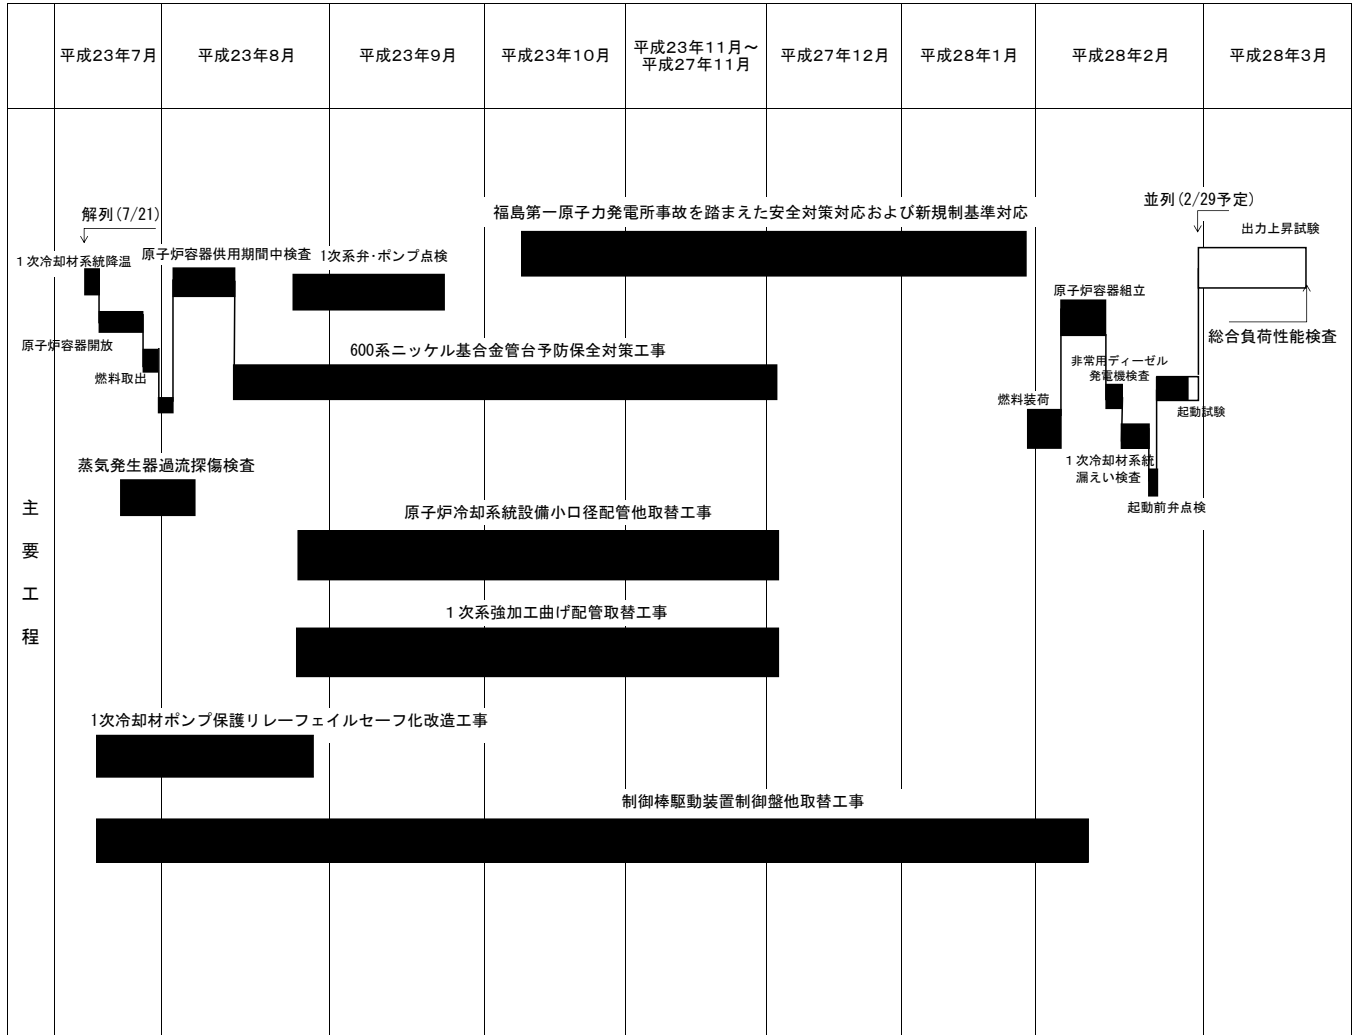 平成23年7月
平成23年8月
平成23年9月
平成23年10月
平成23年11月～
平成27年11月
平成27年12月
平成28年1月
平成28年2月
平成28年3月
主
要
工
程
解列(7/21)
１次冷却材系統降温
原子炉容器開放
燃料取出
原子炉容器供用期間中検査
1次系弁・ポンプ点検
福島第一原子力発電所事故を踏まえた安全対策対応および新規制基準対応
並列(2/29予定)
出力上昇試験
総合負荷性能検査
原子炉容器組立
600系ニッケル基合金管台予防保全対策工事
非常用ディーゼル
発電機検査
燃料装荷
起動試験
１次冷却材系統
漏えい検査
起動前弁点検
蒸気発生器過流探傷検査
原子炉冷却系統設備小口径配管他取替工事
１次系強加工曲げ配管取替工事
1次冷却材ポンプ保護リレーフェイルセーフ化改造工事
制御棒駆動装置制御盤他取替工事